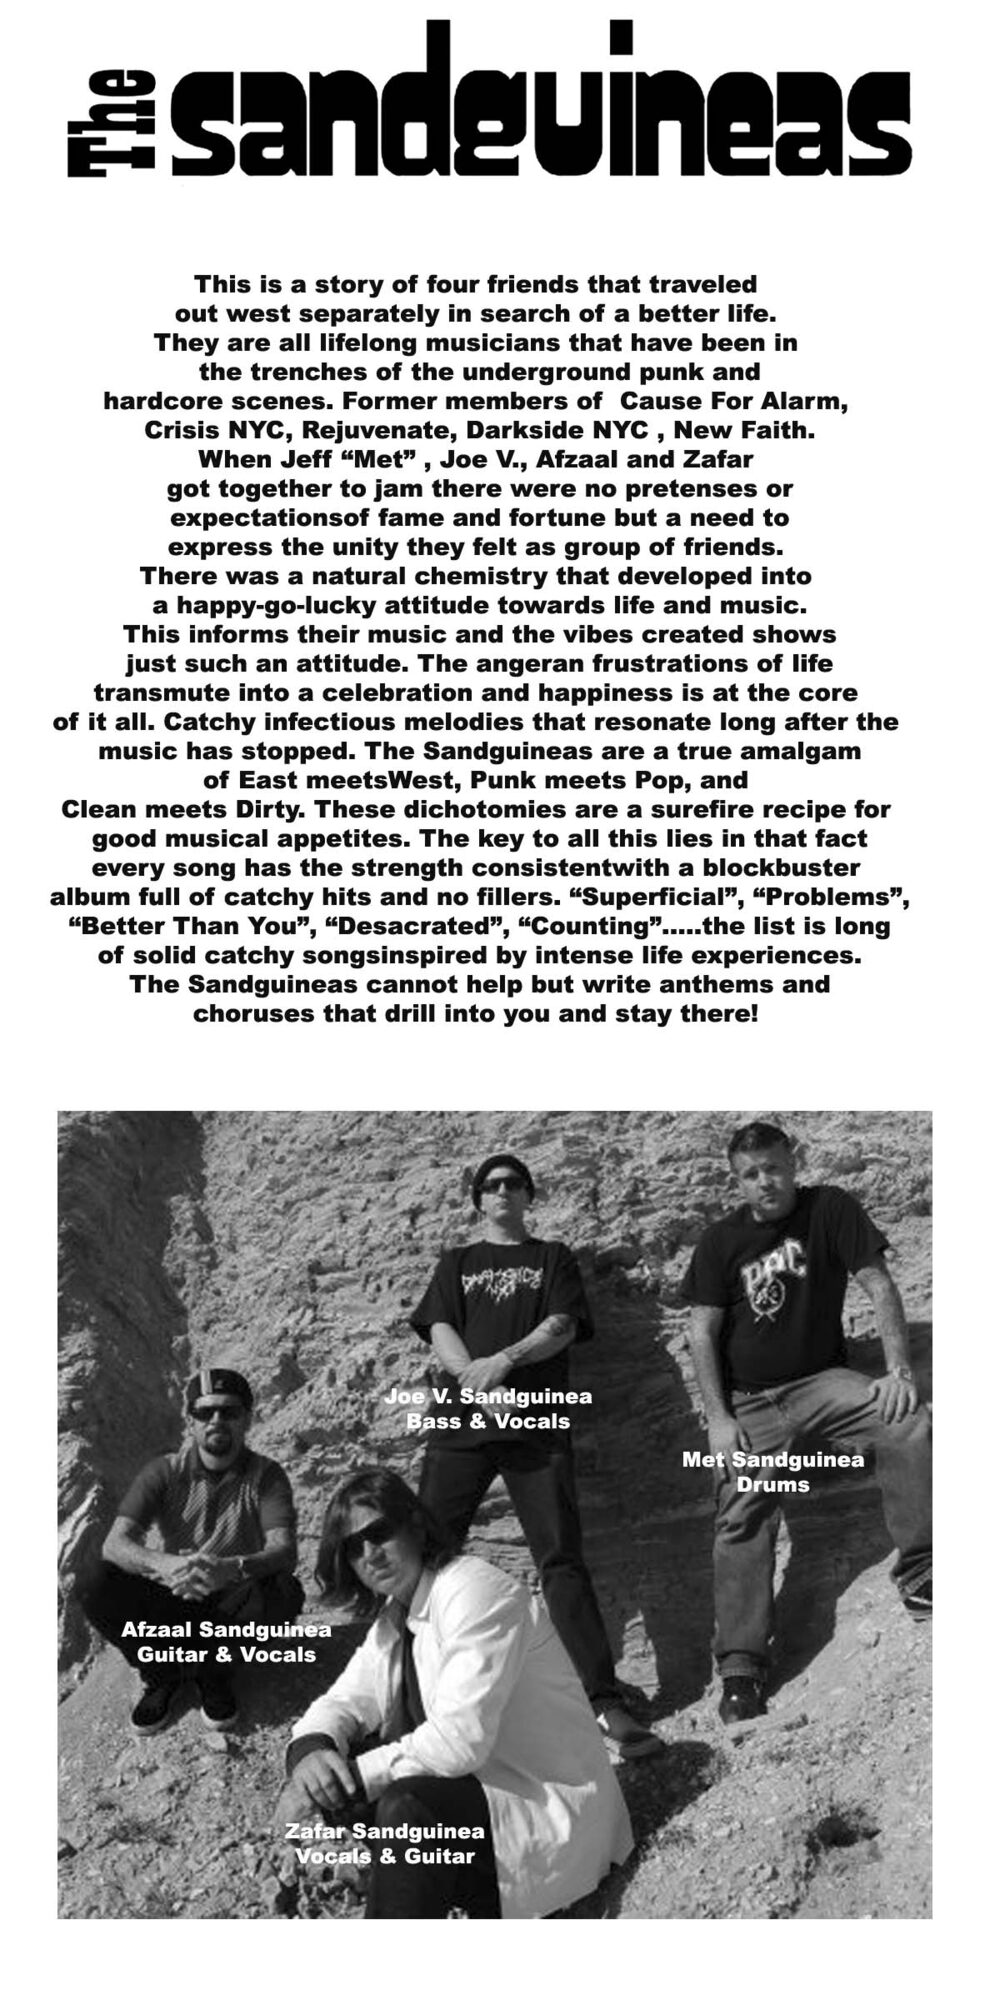 The sandguineas
This is a story of four friends that traveled
out west separately in search of a better life.
They are all lifelong musicians that have been in
the trenches of the underground punk and
hardcore scenes. Former members of  Cause For Alarm,
Crisis NYC, Rejuvenate, Darkside NYC , New Faith.
When Jeff “Met” , Joe V., Afzaal and Zafar
got together to jam there were no pretenses or
expectationsof fame and fortune but a need to
express the unity they felt as group of friends.
There was a natural chemistry that developed into
a happy-go-lucky attitude towards life and music.
This informs their music and the vibes created shows
just such an attitude. The angeran frustrations of life
transmute into a celebration and happiness is at the core
of it all. Catchy infectious melodies that resonate long after the
music has stopped. The Sandguineas are a true amalgam
of East meetsWest, Punk meets Pop, and
Clean meets Dirty. These dichotomies are a surefire recipe for
good musical appetites. The key to all this lies in that fact
every song has the strength consistentwith a blockbuster
album full of catchy hits and no fillers. “Superficial”, “Problems”,
“Better Than You”, “Desacrated”, “Counting”.....the list is long
of solid catchy songsinspired by intense life experiences.
The Sandguineas cannot help but write anthems and
choruses that drill into you and stay there!
Joe V. Sandguinea
Bass & Vocals
Met Sandguinea
Drums
Afzaal Sandguinea
Guitar & Vocals
Zafar Sandguinea
Vocals & Guitar